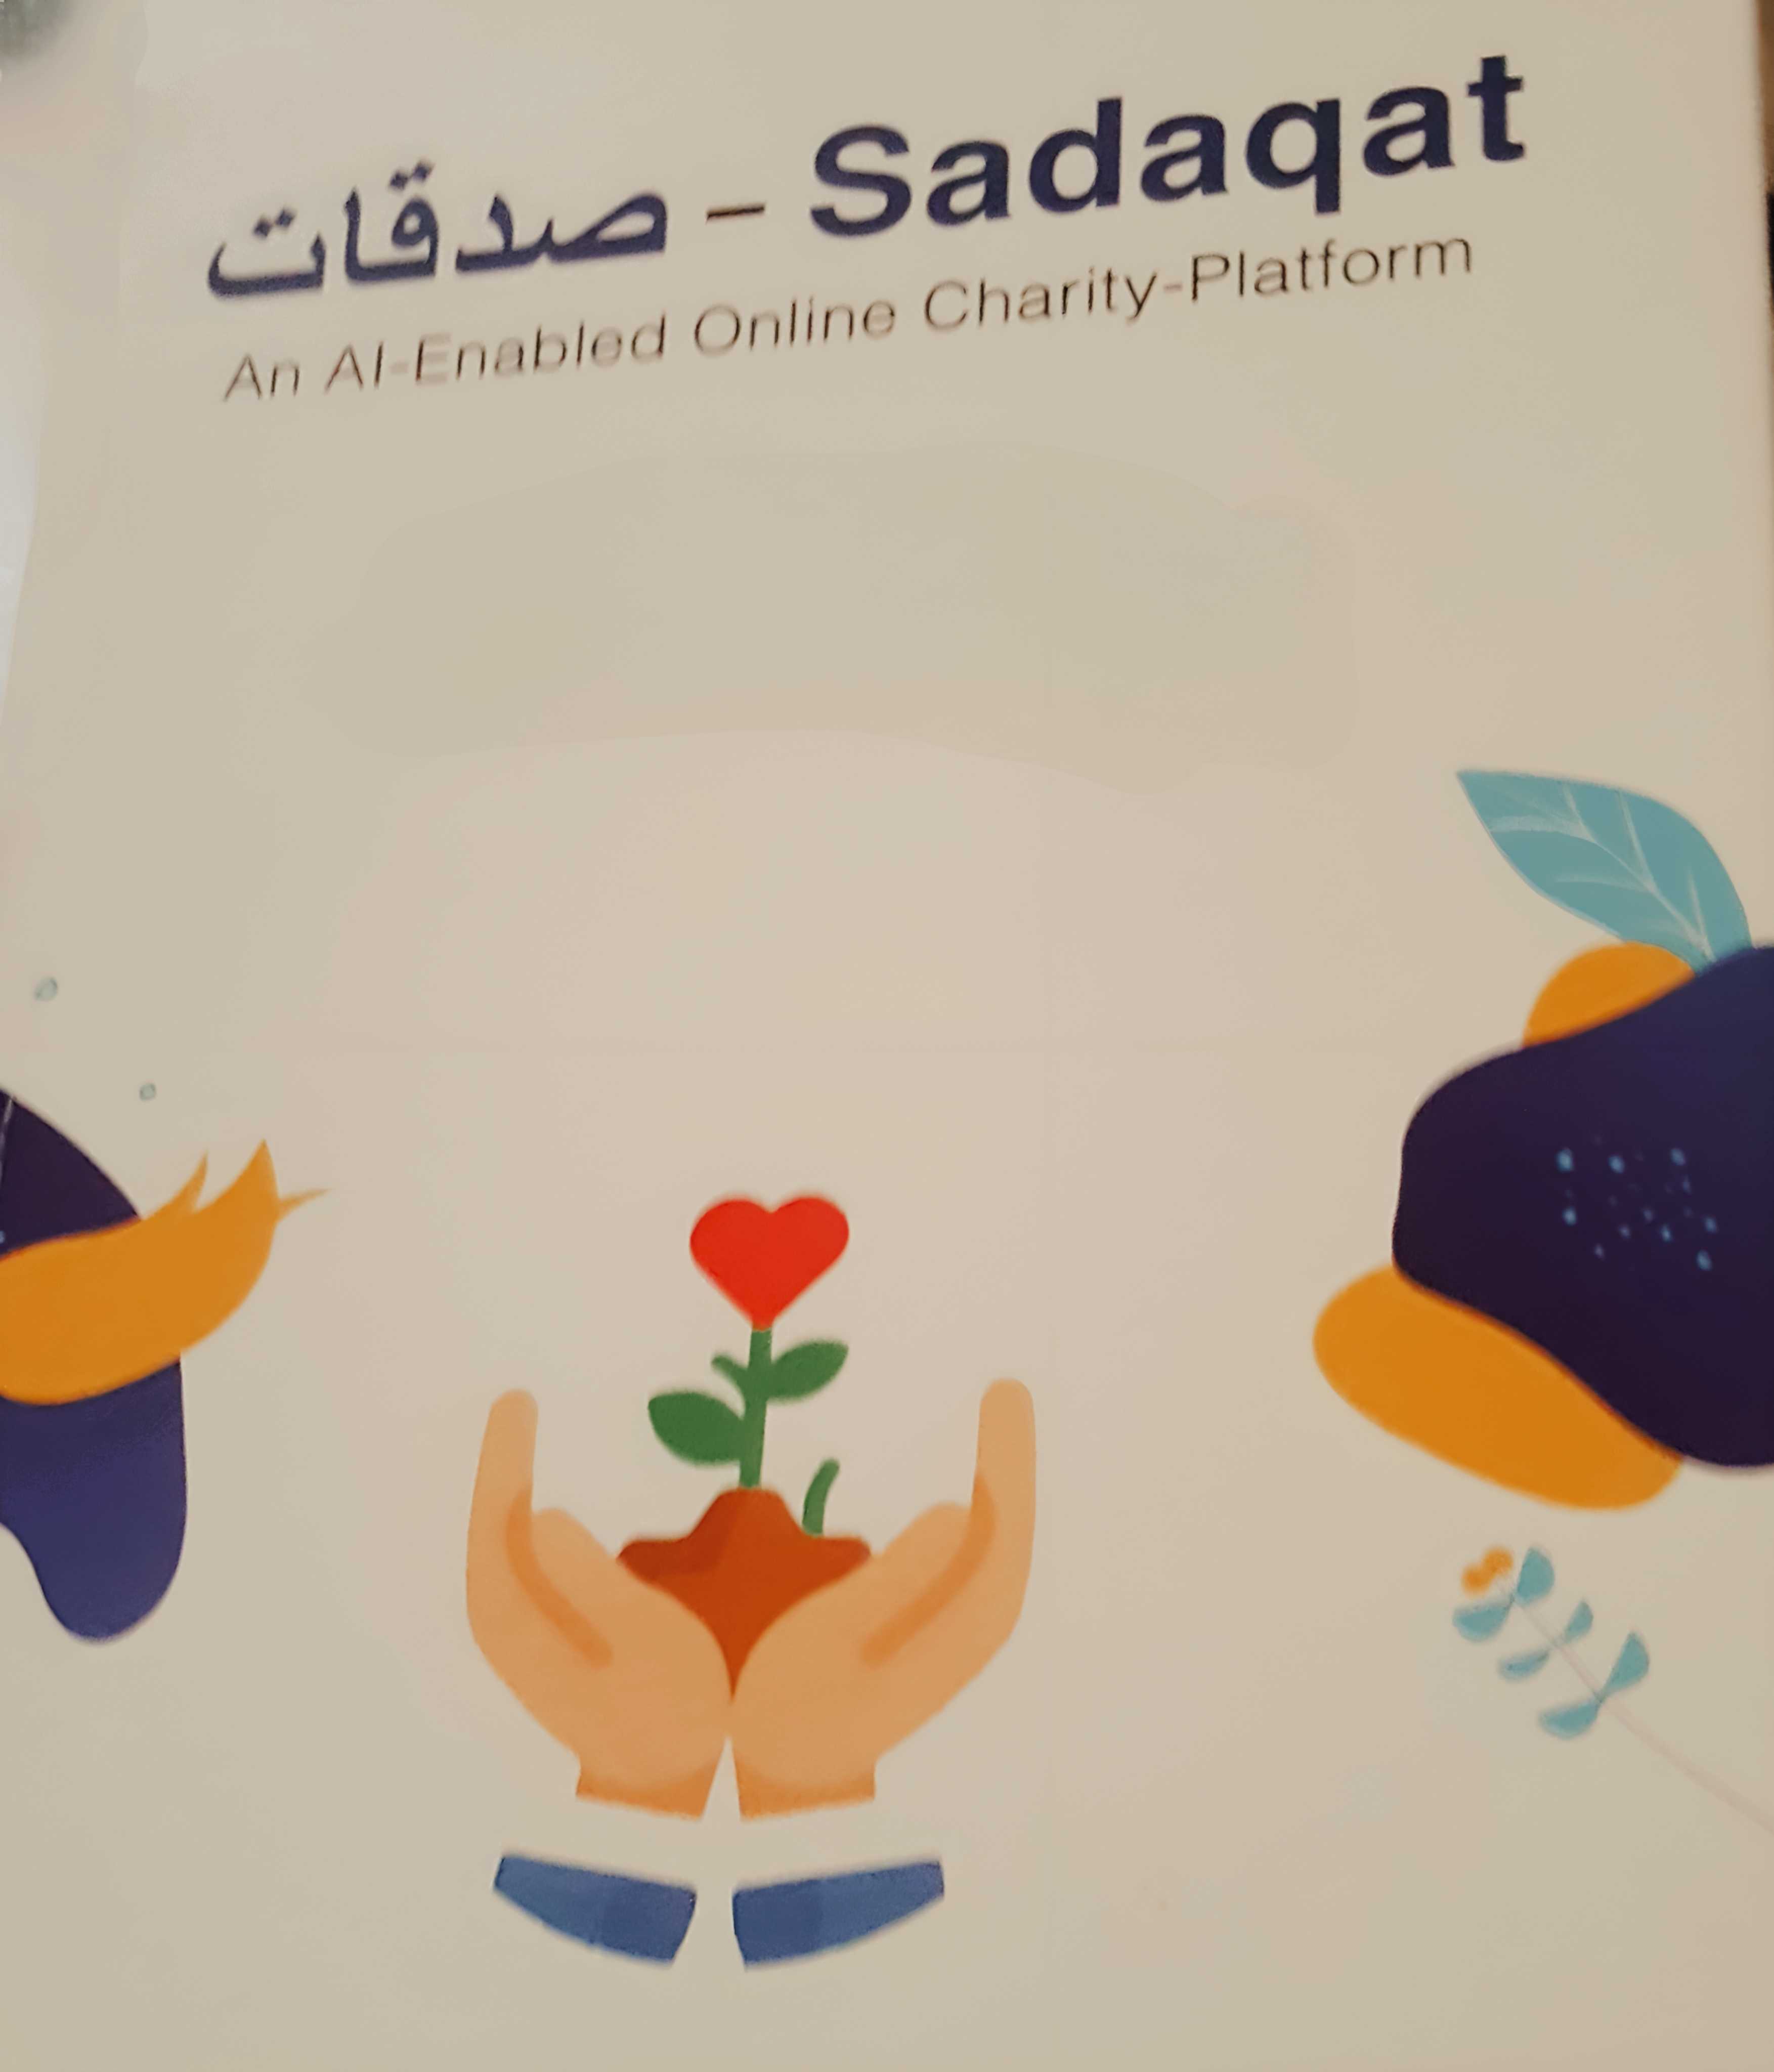 صدقات – Sadaqat
An AI-Enabled Online Charity-Platform